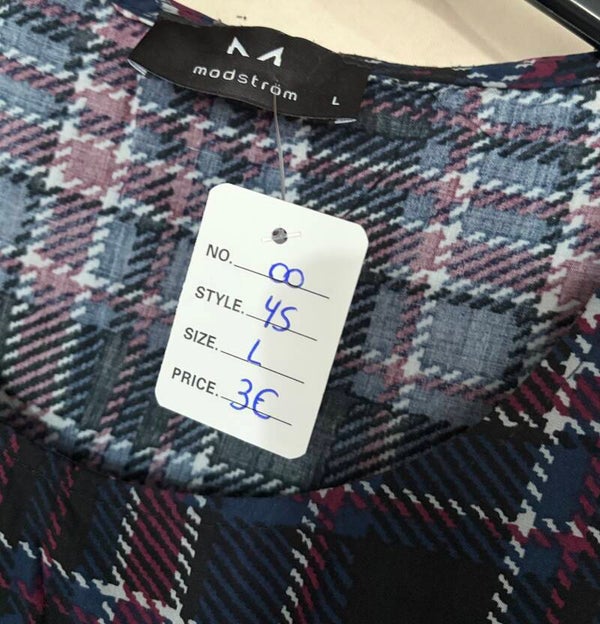 modström
L
NO. 00
STYLE. 45
SIZE. L
PRICE. 3€